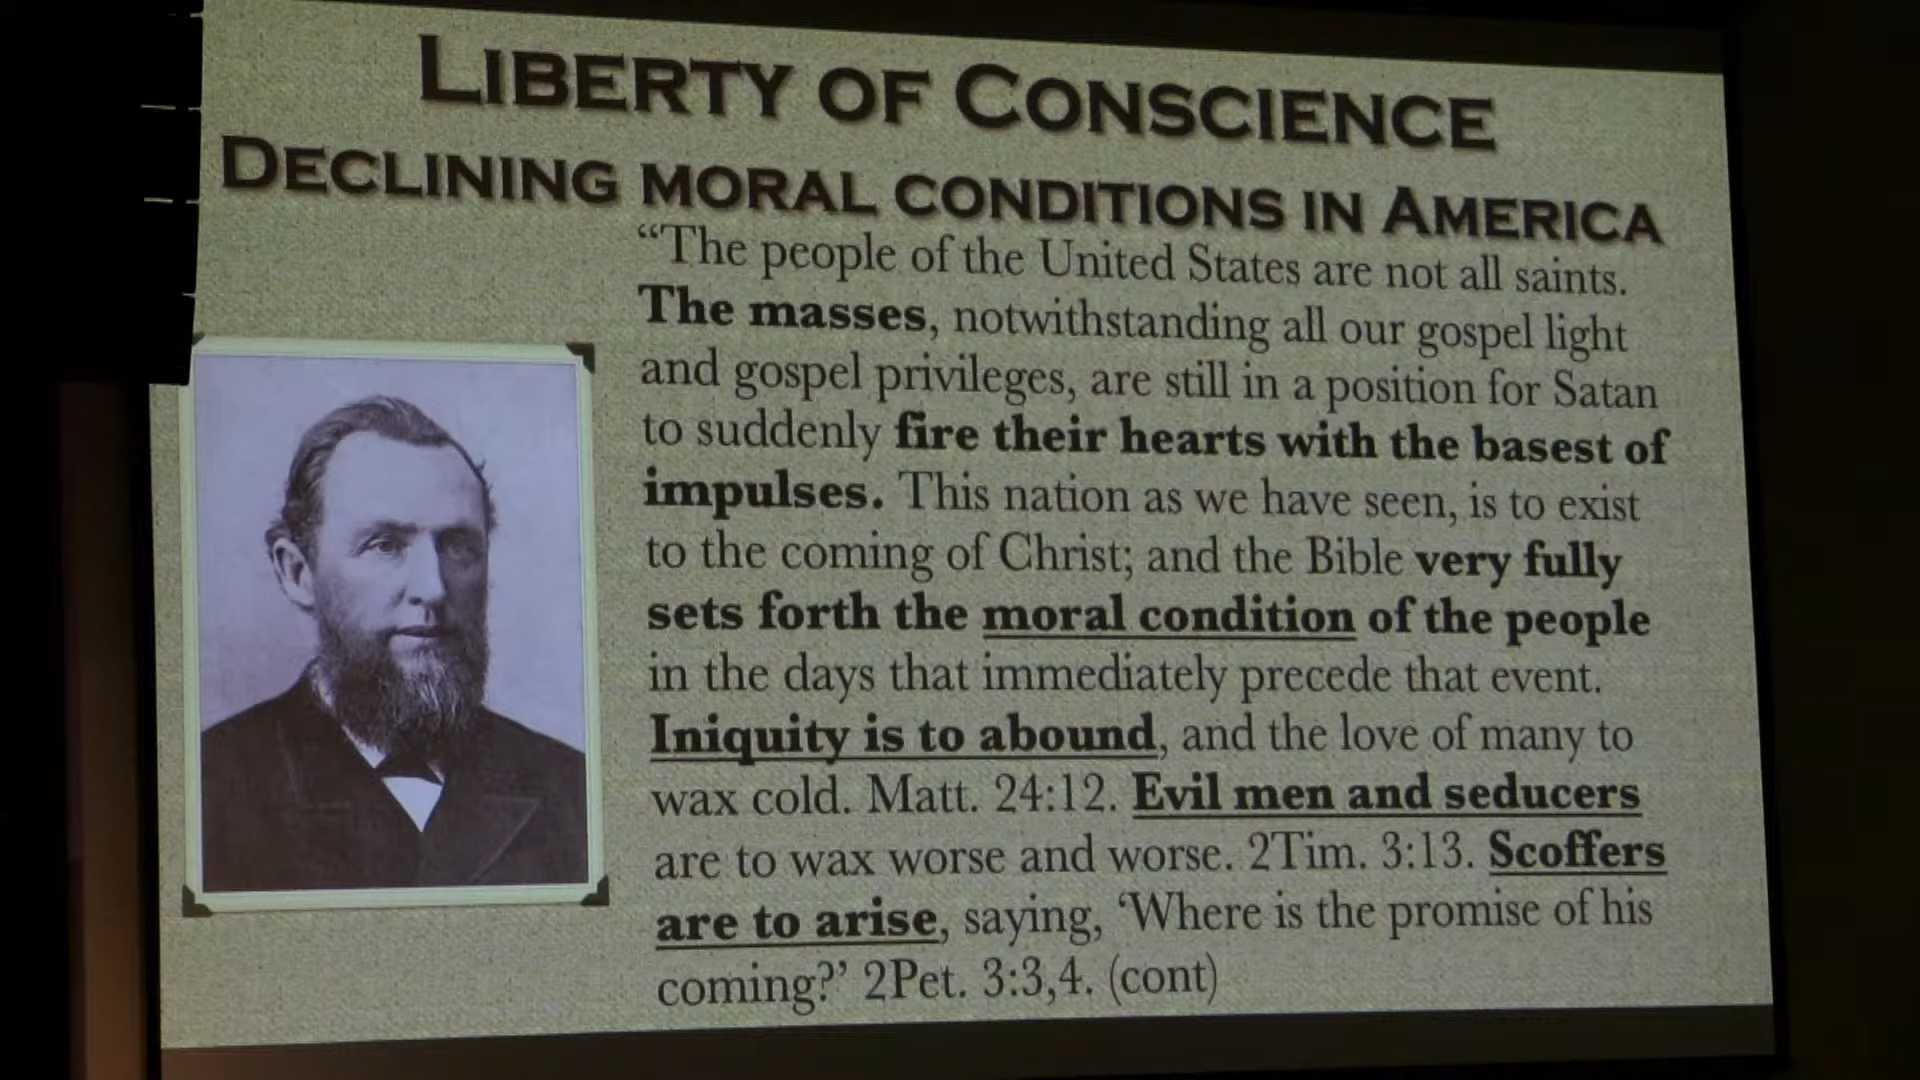 LIBERTY OF CONSCIENCE
DECLINING MORAL CONDITIONS IN AMERICA
“The people of the United States are not all saints.
The masses, notwithstanding all our gospel light
and gospel privileges, are still in a position for Satan
to suddenly fire their hearts with the basest of
impulses. This nation as we have seen, is to exist
to the coming of Christ; and the Bible very fully
sets forth the moral condition of the people
in the days that immediately precede that event.
Iniquity is to abound, and the love of many to
wax cold. Matt. 24:12. Evil men and seducers
are to wax worse and worse. 2Tim. 3:13. Scoffers
are to arise, saying, ‘Where is the promise of his
coming?’ 2Pet. 3:3,4. (cont)